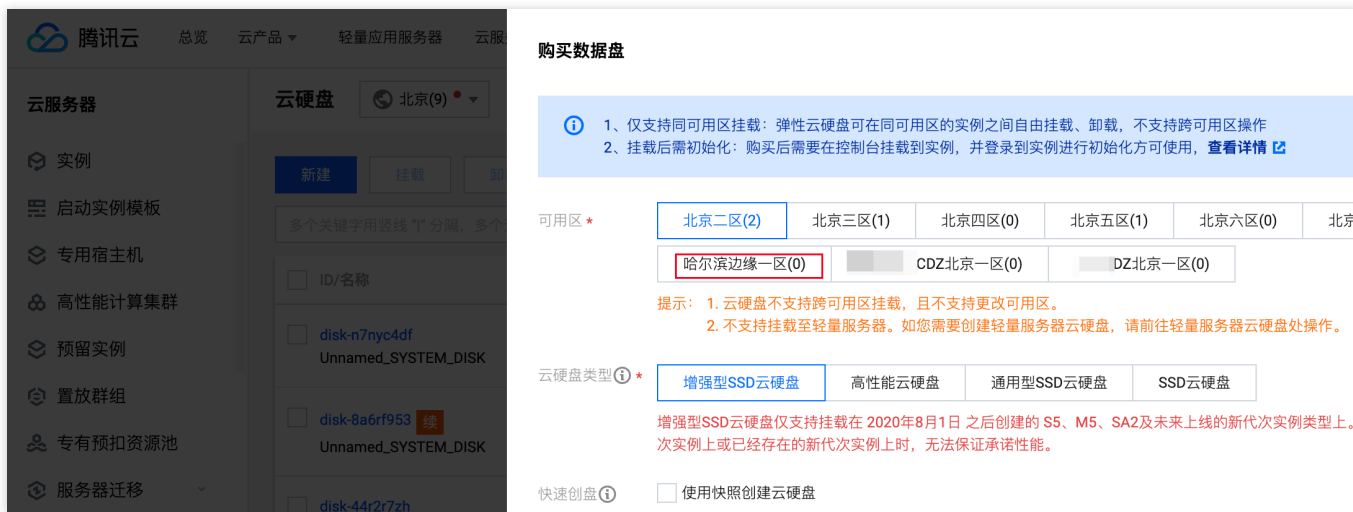 腾讯云 总览 云产品 轻量应用服务器 云服
云服务器
实例
启动实例模板
专用宿主机
高性能计算集群
预留实例
置放群组
专有预扣资源池
服务器迁移
云硬盘 北京(9)
新建 挂载 卸
多个关键字用竖线 "|" 分隔，多个
ID/名称
disk-n7nyc4df
Unnamed_SYSTEM_DISK
disk-8a6rf953 续
Unnamed_SYSTEM_DISK
disk-44r2r7zh
购买数据盘
1、仅支持同可用区挂载：弹性云硬盘可在同可用区的实例之间自由挂载、卸载，不支持跨可用区操作
2、挂载后需初始化：购买后需要在控制台挂载到实例，并登录到实例进行初始化方可使用，查看详情
可用区 * 北京二区(2) 北京三区(1) 北京四区(0) 北京五区(1) 北京六区(0) 北京
哈尔滨边缘一区(0) CDZ北京一区(0) DZ北京一区(0)
提示： 1. 云硬盘不支持跨可用区挂载，且不支持更改可用区。
2. 不支持挂载至轻量服务器。如您需要创建轻量服务器云硬盘，请前往轻量服务器云硬盘处操作。
云硬盘类型 * 增强型SSD云硬盘 高性能云硬盘 通用型SSD云硬盘 SSD云硬盘
增强型SSD云硬盘仅支持挂载在 2020年8月1日 之后创建的 S5、M5、SA2及未来上线的新代次实例类型上。
次实例上或已经存在的新代次实例上时，无法保证承诺性能。
快速创盘 使用快照创建云硬盘